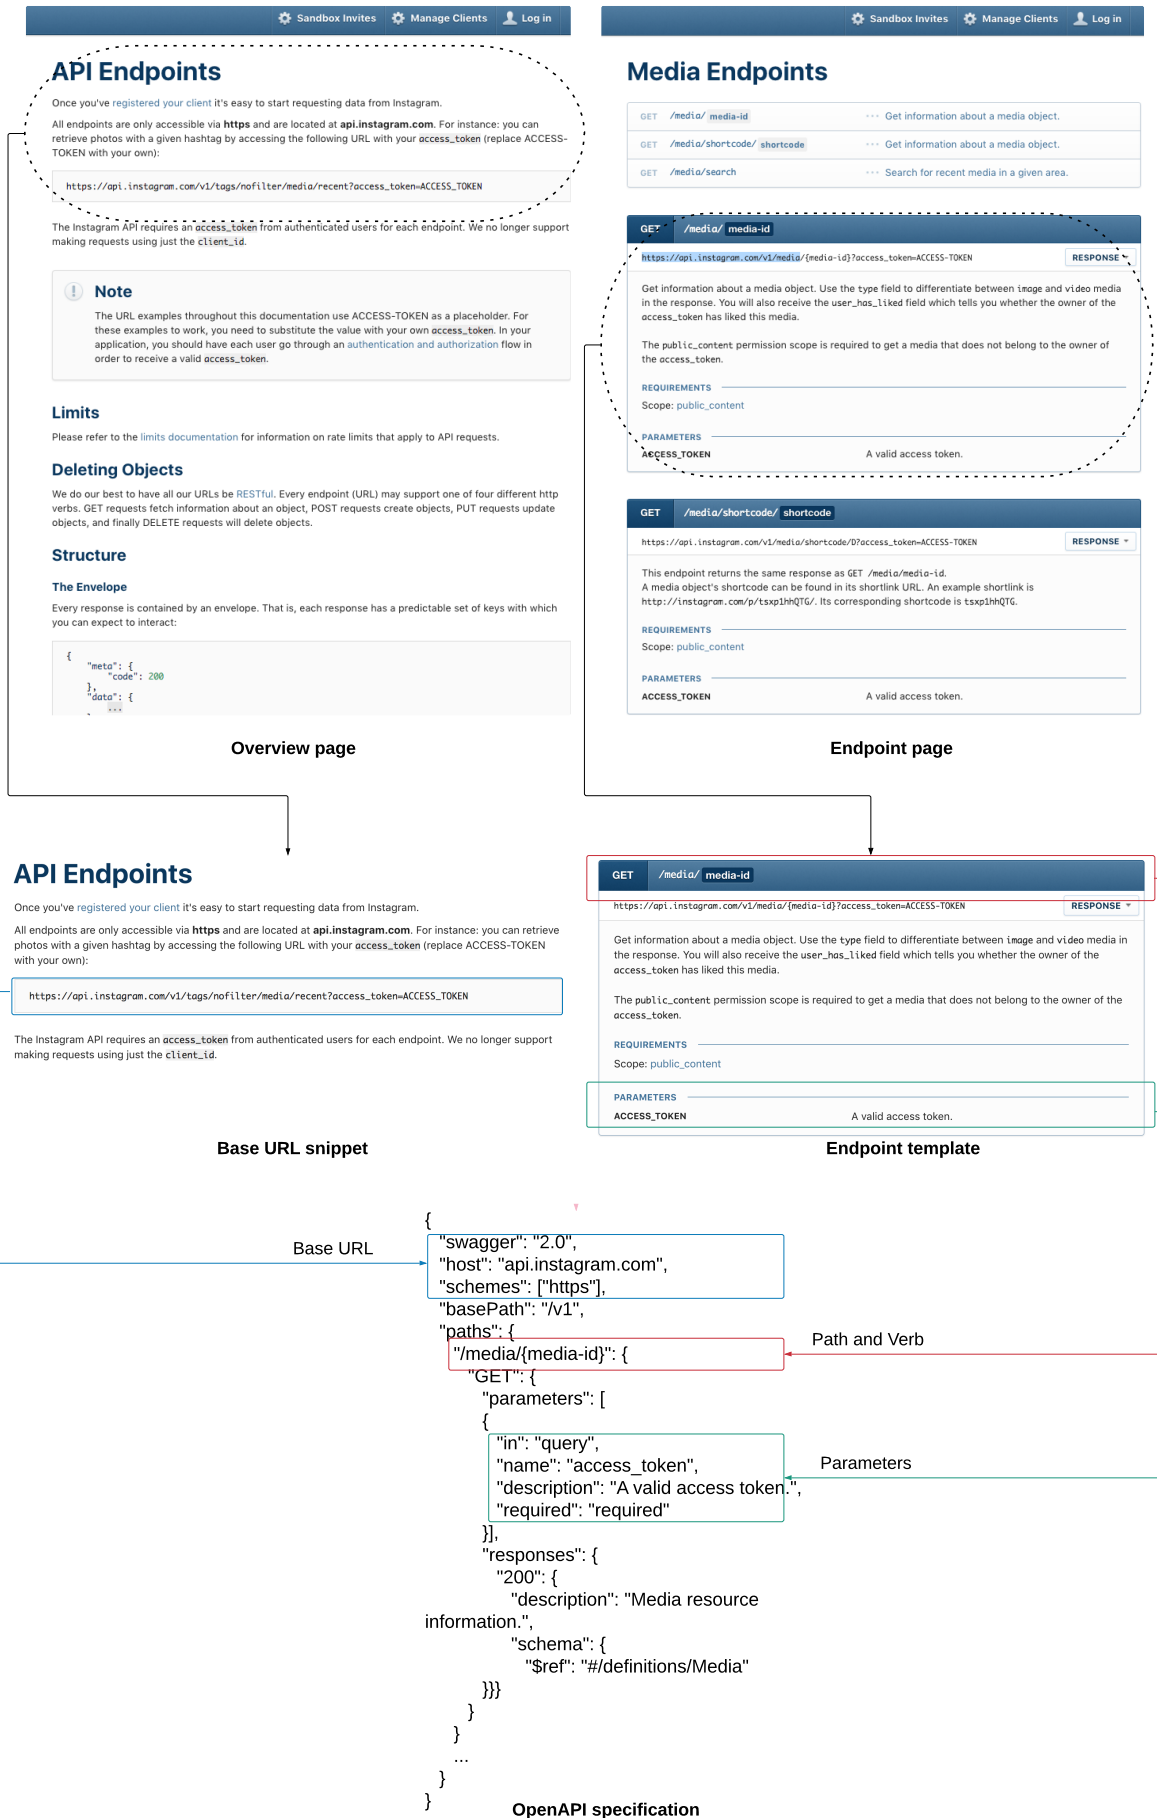 Sandbox Invites Manage Clients Log in
API Endpoints
Once you've registered your client it's easy to start requesting data from Instagram.
All endpoints are only accessible via https and are located at api.instagram.com. For instance: you can
retrieve photos with a given hashtag by accessing the following URL with your access_token (replace ACCESS-
TOKEN with your own):
https://api.instagram.com/v1/tags/nofilter/media/recent?access_token=ACCESS_TOKEN
The Instagram API requires an access_token from authenticated users for each endpoint. We no longer support
making requests using just the client_id.
Note
The URL examples throughout this documentation use ACCESS-TOKEN as a placeholder. For
these examples to work, you need to substitute the value with your own access_token. In your
application, you should have each user go through an authentication and authorization flow in
order to receive a valid access_token.
Limits
Please refer to the limits documentation for information on rate limits that apply to API requests.
Deleting Objects
We do our best to have all our URLs be RESTful. Every endpoint (URL) may support one of four different http
verbs. GET requests fetch information about an object, POST requests create objects, PUT requests update
objects, and finally DELETE requests will delete objects.
Structure
The Envelope
Every response is contained by an envelope. That is, each response has a predictable set of keys with which
you can expect to interact:
{
"meta": {
"code": 200
},
"data": {
...
Overview page
Sandbox Invites Manage Clients Log in
Media Endpoints
GET /media/ media-id ··· Get information about a media object.
GET /media/shortcode/ shortcode ··· Get information about a media object.
GET /media/search ··· Search for recent media in a given area.
GET /media/ media-id
https://api.instagram.com/v1/media/{media-id}?access_token=ACCESS-TOKEN RESPONSE
Get information about a media object. Use the type field to differentiate between image and video media
in the response. You will also receive the user_has_liked field which tells you whether the owner of the
access_token has liked this media.
The public_content permission scope is required to get a media that does not belong to the owner of
the access_token.
REQUIREMENTS
Scope: public_content
PARAMETERS
ACCESS_TOKEN A valid access token.
GET /media/shortcode/ shortcode
https://api.instagram.com/v1/media/shortcode/D?access_token=ACCESS-TOKEN RESPONSE
This endpoint returns the same response as GET /media/media-id.
A media object's shortcode can be found in its shortlink URL. An example shortlink is
http://instagram.com/p/tsxp1hhQTG/. Its corresponding shortcode is tsxp1hhQTG.
REQUIREMENTS
Scope: public_content
PARAMETERS
ACCESS_TOKEN A valid access token.
Endpoint page
API Endpoints
Once you've registered your client it's easy to start requesting data from Instagram.
All endpoints are only accessible via https and are located at api.instagram.com. For instance: you can retrieve
photos with a given hashtag by accessing the following URL with your access_token (replace ACCESS-TOKEN
with your own):
https://api.instagram.com/v1/tags/nofilter/media/recent?access_token=ACCESS_TOKEN
The Instagram API requires an access_token from authenticated users for each endpoint. We no longer support
making requests using just the client_id.
Base URL snippet
GET /media/ media-id
https://api.instagram.com/v1/media/{media-id}?access_token=ACCESS-TOKEN RESPONSE
Get information about a media object. Use the type field to differentiate between image and video media in
the response. You will also receive the user_has_liked field which tells you whether the owner of the
access_token has liked this media.
The public_content permission scope is required to get a media that does not belong to the owner of the
access_token.
REQUIREMENTS
Scope: public_content
PARAMETERS
ACCESS_TOKEN A valid access token.
Endpoint template
{
"swagger": "2.0",
Base URL
"host": "api.instagram.com",
"schemes": ["https"],
"basePath": "/v1",
"paths": {
Path and Verb
"/media/{media-id}": {
"GET": {
"parameters": [
{
"in": "query",
Parameters
"name": "access_token",
"description": "A valid access token.",
"required": "required"
}],
"responses": {
"200": {
"description": "Media resource
information.",
"schema": {
"$ref": "#/definitions/Media"
}}}
}
}
...
}
}
OpenAPI specification